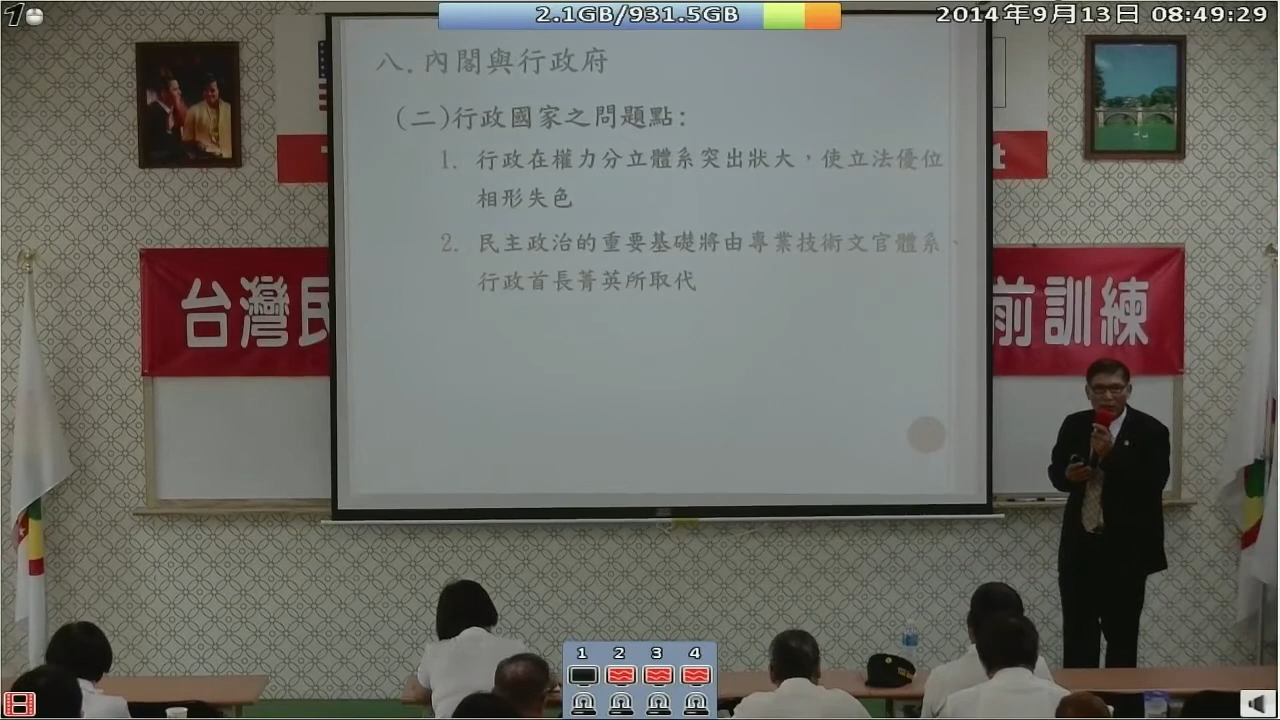 1
2.1GB/931.5GB
2014年9月13日 08:49:29
八. 內閣與行政府
(二)行政國家之問題點:
1. 行政在權力分立體系突出狀大，使立法優位
相形失色
2. 民主政治的重要基礎將由專業技術文官體系、
行政首長菁英所取代
t
台灣民
前訓練
1 2 3 4